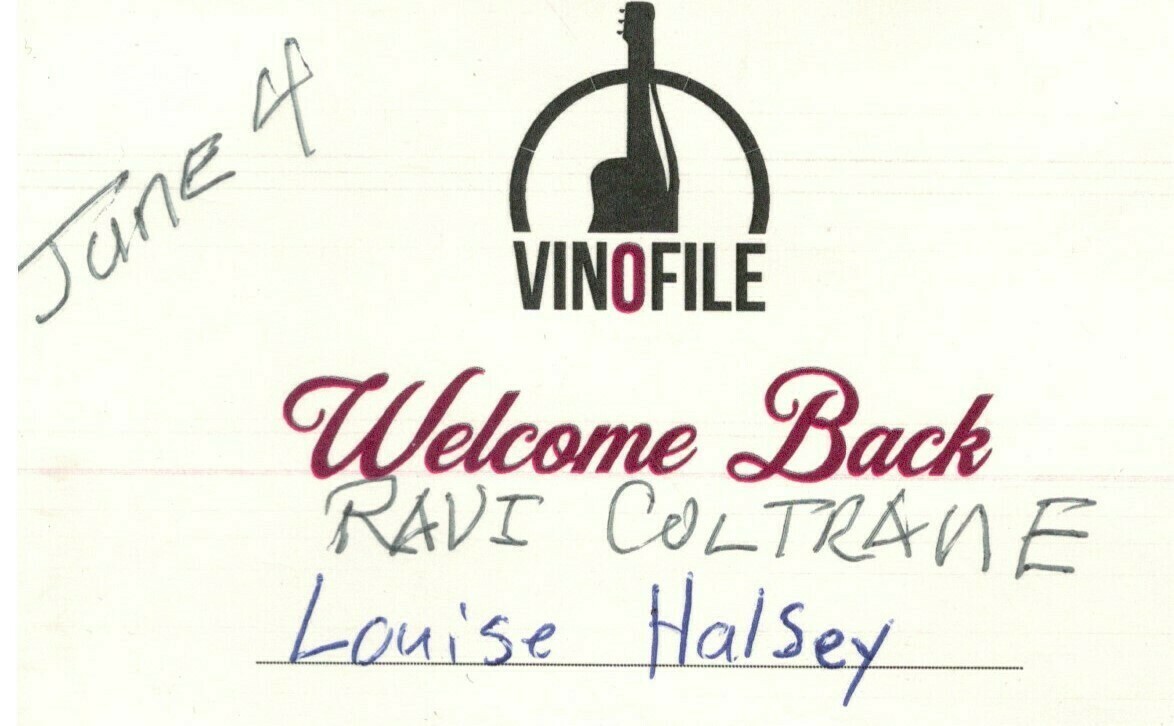 June 4
VINOFILE
Welcome Back
RAVI COLTRANE
Louise Halsey